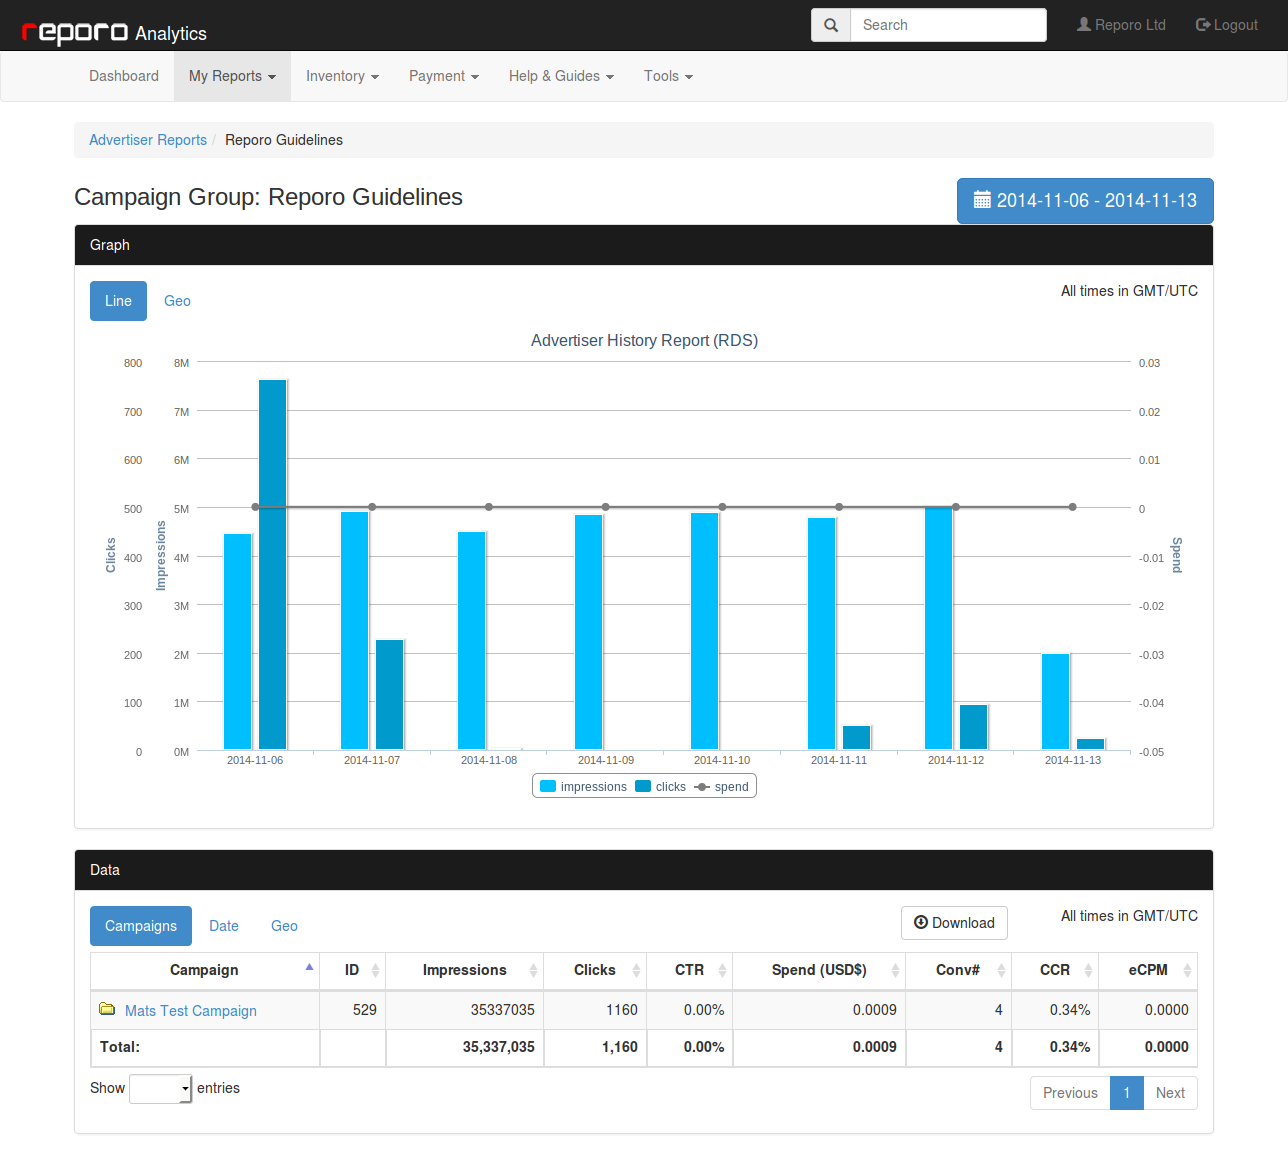 reporo Analytics
Search
Reporo Ltd
Logout
Dashboard
My Reports
Inventory
Payment
Help & Guides
Tools
Advertiser Reports / Reporo Guidelines
Campaign Group: Reporo Guidelines
2014-11-06 - 2014-11-13
Graph
Line
Geo
All times in GMT/UTC
Advertiser History Report (RDS)
800 8M 0.03
700 7M 0.02
600 6M 0.01
500 5M 0
400 4M -0.01
300 3M -0.02
200 2M -0.03
100 1M -0.04
0 0M -0.05
Clicks
Impressions
Spend
2014-11-06 2014-11-07 2014-11-08 2014-11-09 2014-11-10 2014-11-11 2014-11-12 2014-11-13
impressions clicks spend
Data
Campaigns
Date
Geo
Download
All times in GMT/UTC
Campaign ID Impressions Clicks CTR Spend (USD$) Conv# CCR eCPM
Mats Test Campaign 529 35337035 1160 0.00% 0.0009 4 0.34% 0.0000
Total: 35,337,035 1,160 0.00% 0.0009 4 0.34% 0.0000
Show entries
Previous 1 Next